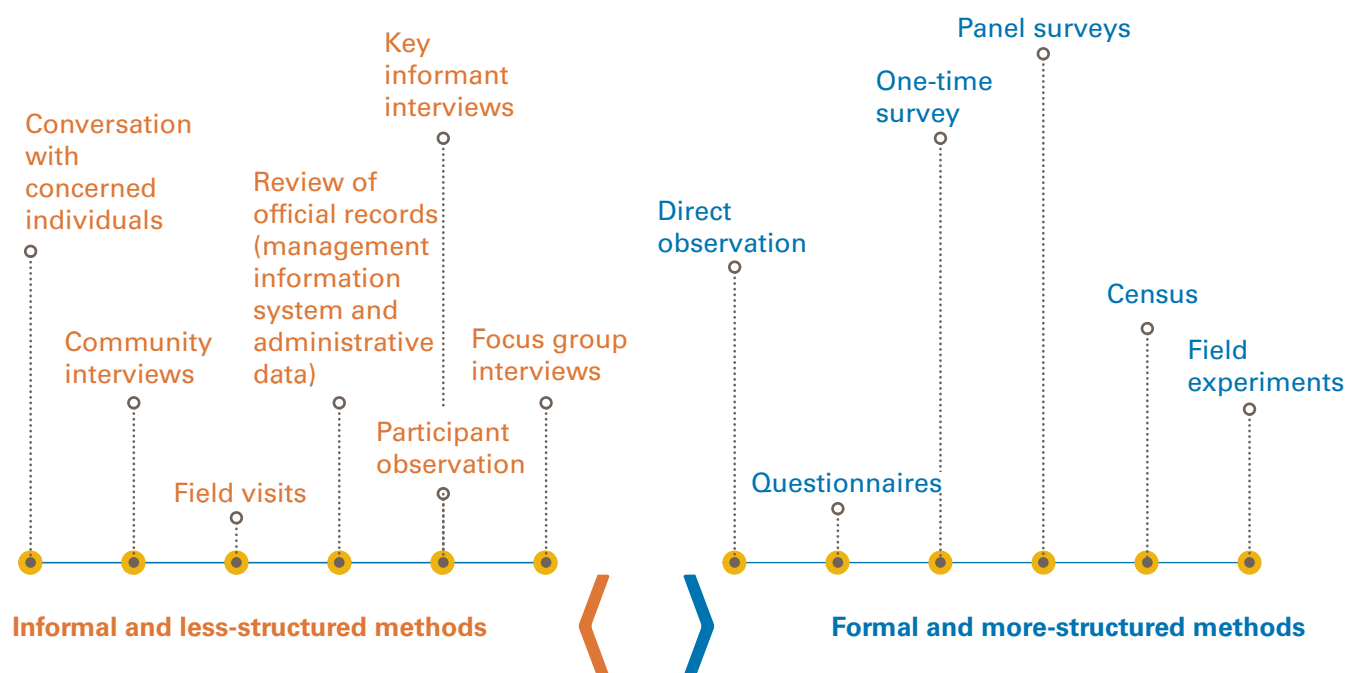 Conversation
with
concerned
individuals
Community
interviews
Field visits
Review of
official records
(management
information
system and
administrative
data)
Key
informant
interviews
Participant
observation
Focus group
interviews
Informal and less-structured methods
Direct
observation
Questionnaires
One-time
survey
Panel surveys
Census
Field
experiments
Formal and more-structured methods